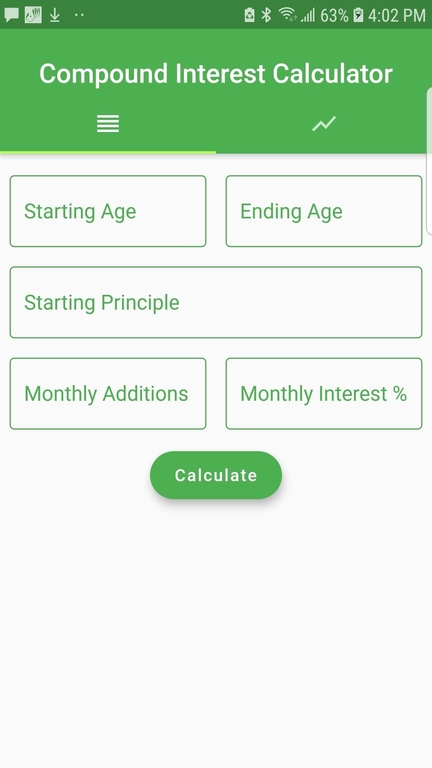 63% 4:02 PM
Compound Interest Calculator
Starting Age Ending Age
Starting Principle
Monthly Additions Monthly Interest %
Calculate